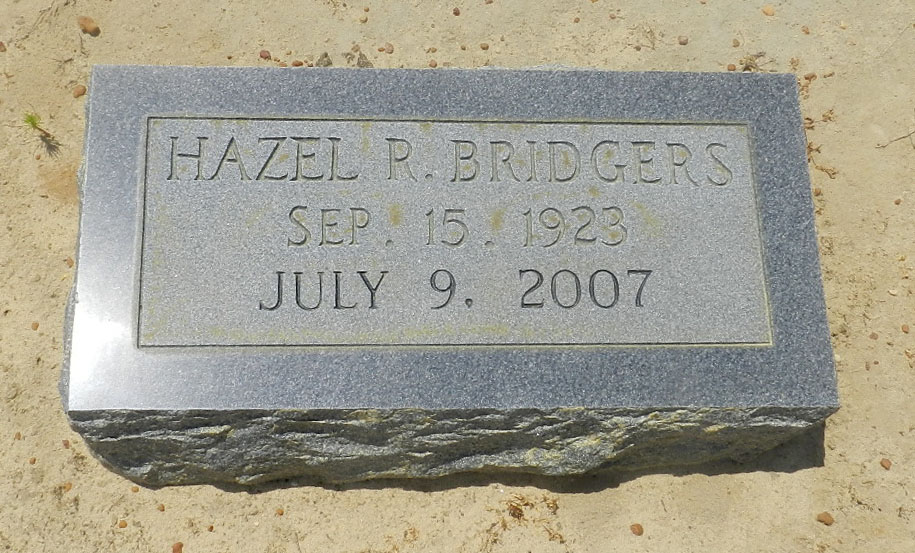 HAZEL R. BRIDGERS
SEP. 15. 1923
JULY 9. 2007